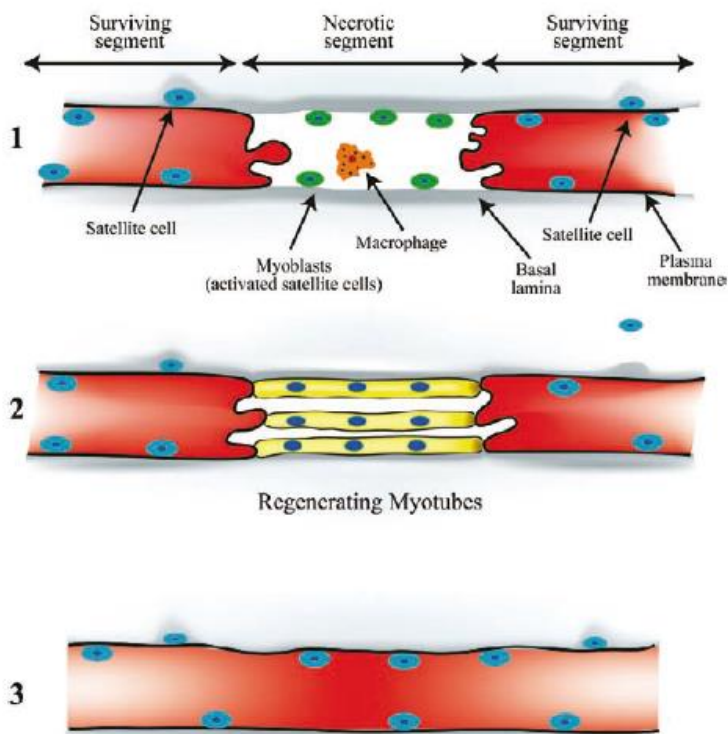 Surviving
segment
Necrotic
segment
Surviving
segment
1
Satellite cell
Myoblasts
(activated satellite cells)
Macrophage
Basal
lamina
Satellite cell
Plasma
membrane
2
Regenerating Myotubes
3